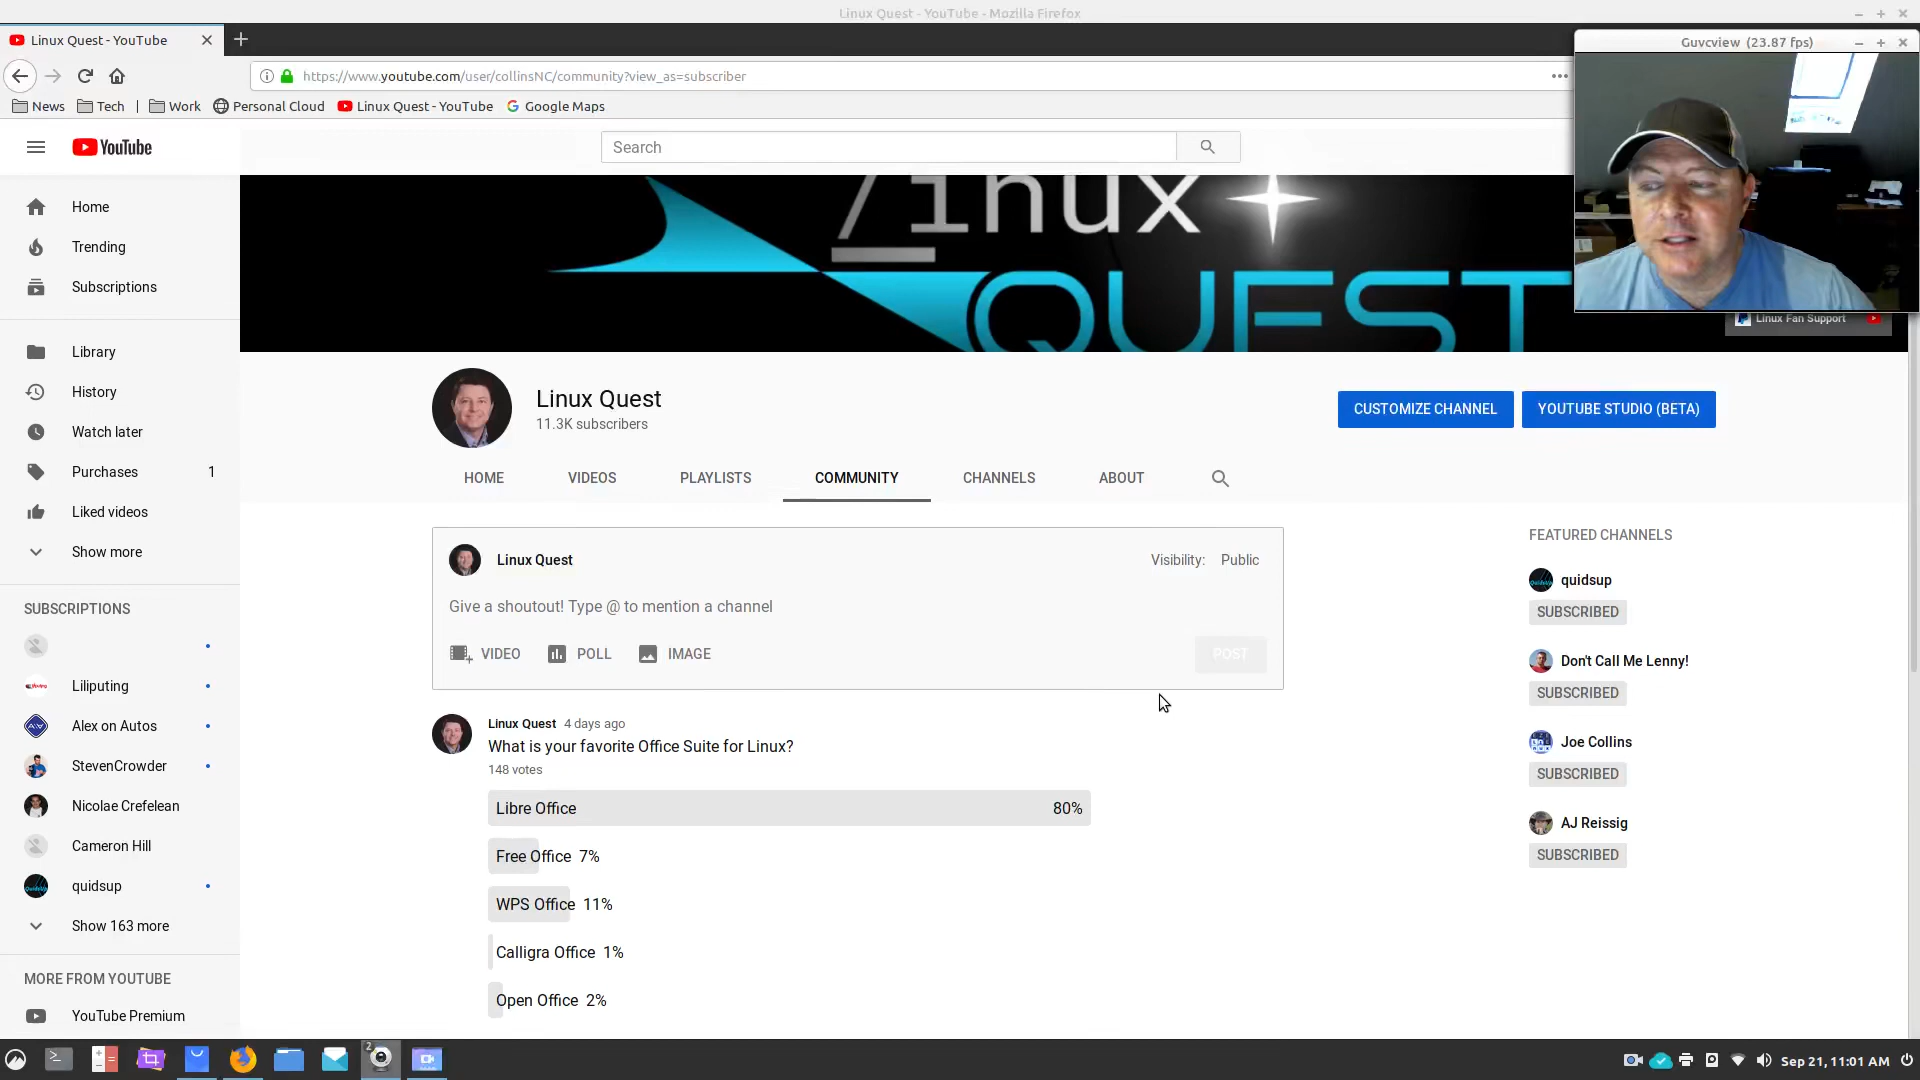 Linux Quest - YouTube - Mozilla Firefox
Linux Quest - YouTube
Guvcview (23.87 fps)
https://www.youtube.com/user/collinsNC/community?view_as=subscriber
News
Tech
Work
Personal Cloud
Linux Quest - YouTube
Google Maps
YouTube
Search
Home
Trending
Subscriptions
Library
History
Watch later
Purchases 1
Liked videos
Show more
SUBSCRIPTIONS
Liliputing
Alex on Autos
StevenCrowder
Nicolae Crefelean
Cameron Hill
quidsup
Show 163 more
MORE FROM YOUTUBE
YouTube Premium
Linux
QUEST
Linux Fan Support
Linux Quest
11.3K subscribers
CUSTOMIZE CHANNEL
YOUTUBE STUDIO (BETA)
HOME
VIDEOS
PLAYLISTS
COMMUNITY
CHANNELS
ABOUT
Linux Quest
Visibility: Public
Give a shoutout! Type @ to mention a channel
VIDEO
POLL
IMAGE
POST
Linux Quest 4 days ago
What is your favorite Office Suite for Linux?
148 votes
Libre Office 80%
Free Office 7%
WPS Office 11%
Calligra Office 1%
Open Office 2%
FEATURED CHANNELS
quidsup
SUBSCRIBED
Don't Call Me Lenny!
SUBSCRIBED
Joe Collins
SUBSCRIBED
AJ Reissig
SUBSCRIBED
2
Sep 21, 11:01 AM